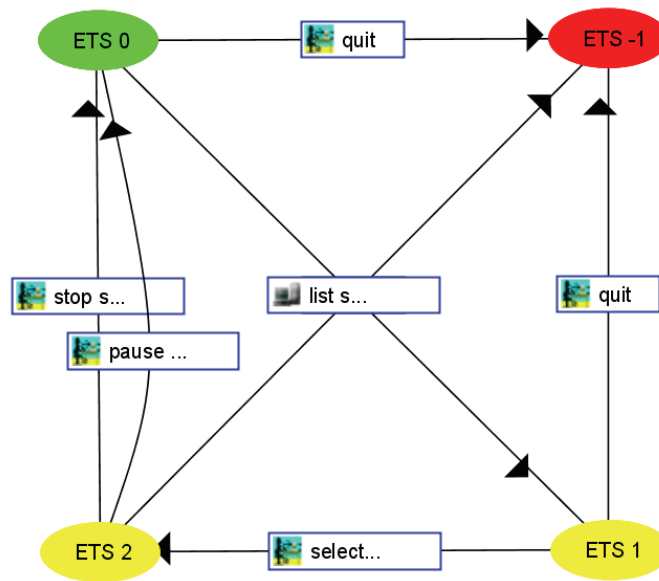 ETS 0
quit
ETS -1
stop s...
list s...
quit
pause ...
ETS 2
select...
ETS 1